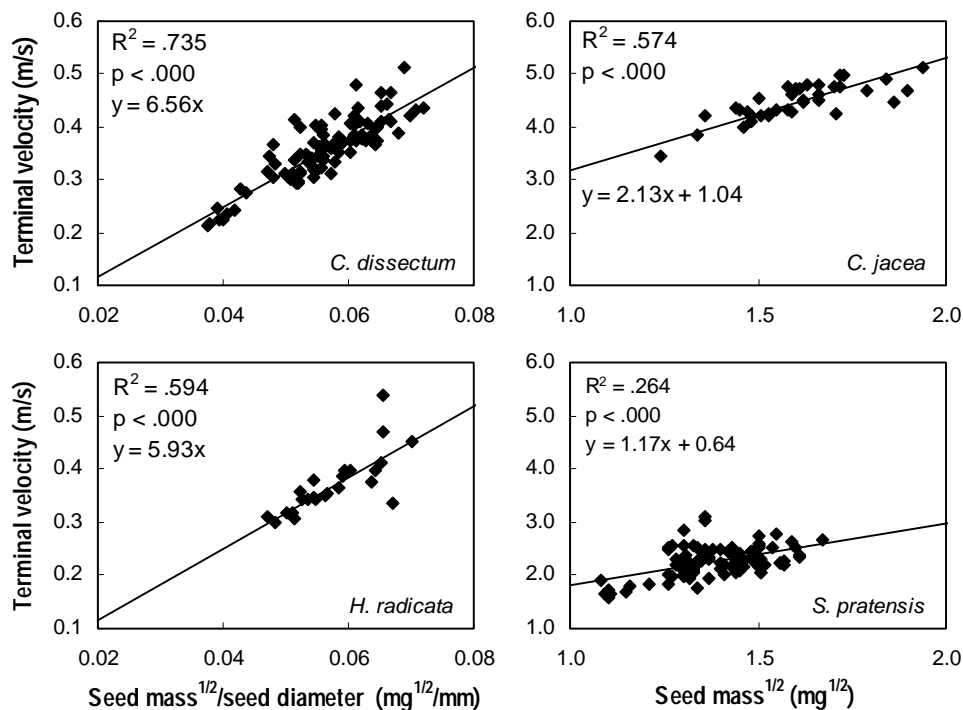 Terminal velocity (m/s)
0.6
0.5
0.4
0.3
0.2
0.1
R² = .735
p < .000
y = 6.56x
C. dissectum
0.02 0.04 0.06 0.08
6.0
5.0
4.0
3.0
2.0
1.0
R² = .574
p < .000
y = 2.13x + 1.04
C. jacea
1.0 1.5 2.0
Terminal velocity (m/s)
0.6
0.5
0.4
0.3
0.2
0.1
R² = .594
p < .000
y = 5.93x
H. radicata
0.02 0.04 0.06 0.08
Seed mass^1/2/seed diameter (mg^1/2/mm)
6.0
5.0
4.0
3.0
2.0
1.0
R² = .264
p < .000
y = 1.17x + 0.64
S. pratensis
1.0 1.5 2.0
Seed mass^1/2 (mg^1/2)